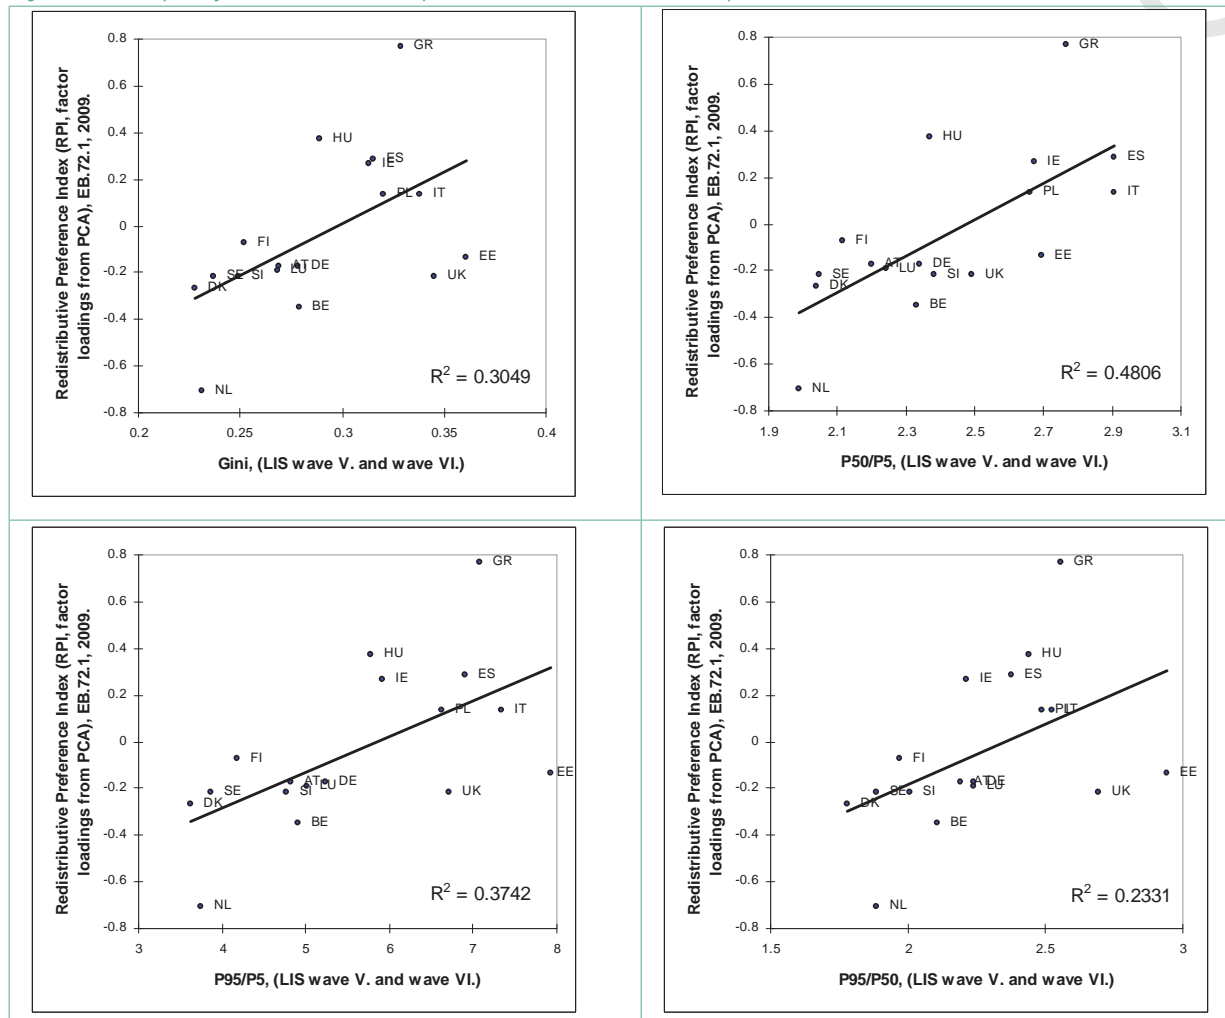 Redistributive Preference Index (RPI, factor
loadings from PCA), EB.72.1, 2009.
0.8
0.6
0.4
0.2
0
-0.2
-0.4
-0.6
-0.8
GR
HU
ES
IE
PL
IT
FI
EE
AT
DE
LU
SE
SI
UK
DK
BE
NL
R² = 0.3049
0.2
0.25
0.3
0.35
0.4
Gini, (LIS wave V. and wave VI.)
Redistributive Preference Index (RPI, factor
loadings from PCA), EB.72.1, 2009.
0.8
0.6
0.4
0.2
0
-0.2
-0.4
-0.6
-0.8
GR
HU
IE
ES
PL
IT
FI
EE
AT
DE
LU
SE
SI
UK
DK
BE
NL
R² = 0.4806
1.9
2.1
2.3
2.5
2.7
2.9
3.1
P50/P5, (LIS wave V. and wave VI.)
Redistributive Preference Index (RPI, factor
loadings from PCA), EB.72.1, 2009.
0.8
0.6
0.4
0.2
0
-0.2
-0.4
-0.6
-0.8
GR
HU
IE
ES
PL
IT
FI
EE
AT
DE
LU
SE
SI
UK
DK
BE
NL
R² = 0.3742
3
4
5
6
7
8
P95/P5, (LIS wave V. and wave VI.)
Redistributive Preference Index (RPI, factor
loadings from PCA), EB.72.1, 2009.
0.8
0.6
0.4
0.2
0
-0.2
-0.4
-0.6
-0.8
GR
HU
IE
ES
PL
IT
FI
EE
AT
DE
LU
SE
SI
UK
DK
BE
NL
R² = 0.2331
1.5
2
2.5
3
P95/P50, (LIS wave V. and wave VI.)